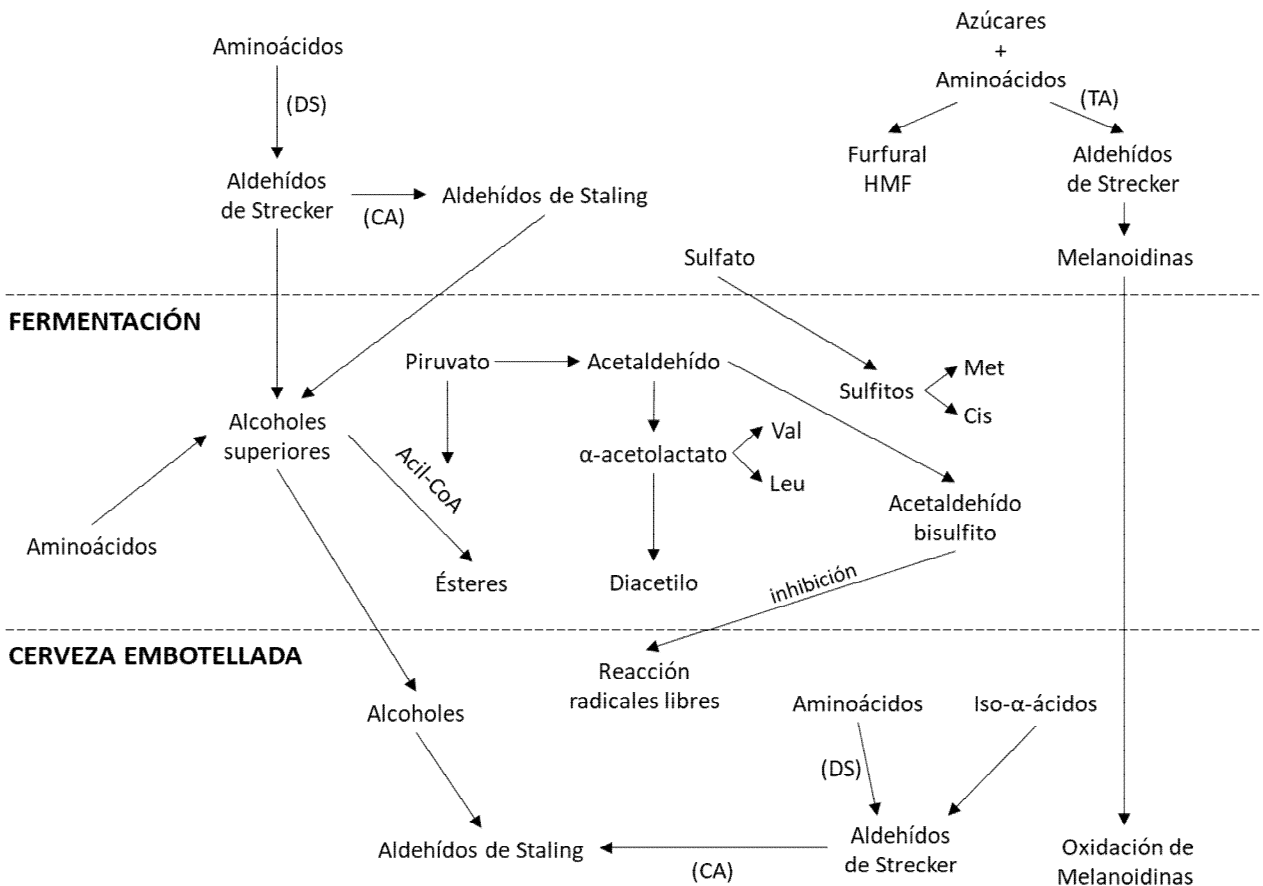 Azúcares
+
Aminoácidos
Aminoácidos
(TA)
(DS)
Furfural
HMF
Aldehídos
de Strecker
Aldehídos
de Strecker
(CA)
Aldehídos de Staling
Sulfato
Melanoidinas
FERMENTACIÓN
Piruvato
Acetaldehído
Sulfitos
Met
Cis
Alcoholes
superiores
Acil-CoA
α-acetolactato
Val
Leu
Acetaldehído
bisulfito
Aminoácidos
Ésteres
Diacetilo
inhibición
CERVEZA EMBOTELLADA
Reacción
radicales libres
Aminoácidos
Iso-α-ácidos
Alcoholes
(DS)
Aldehídos de Staling
(CA)
Aldehídos
de Strecker
Oxidación de
Melanoidinas